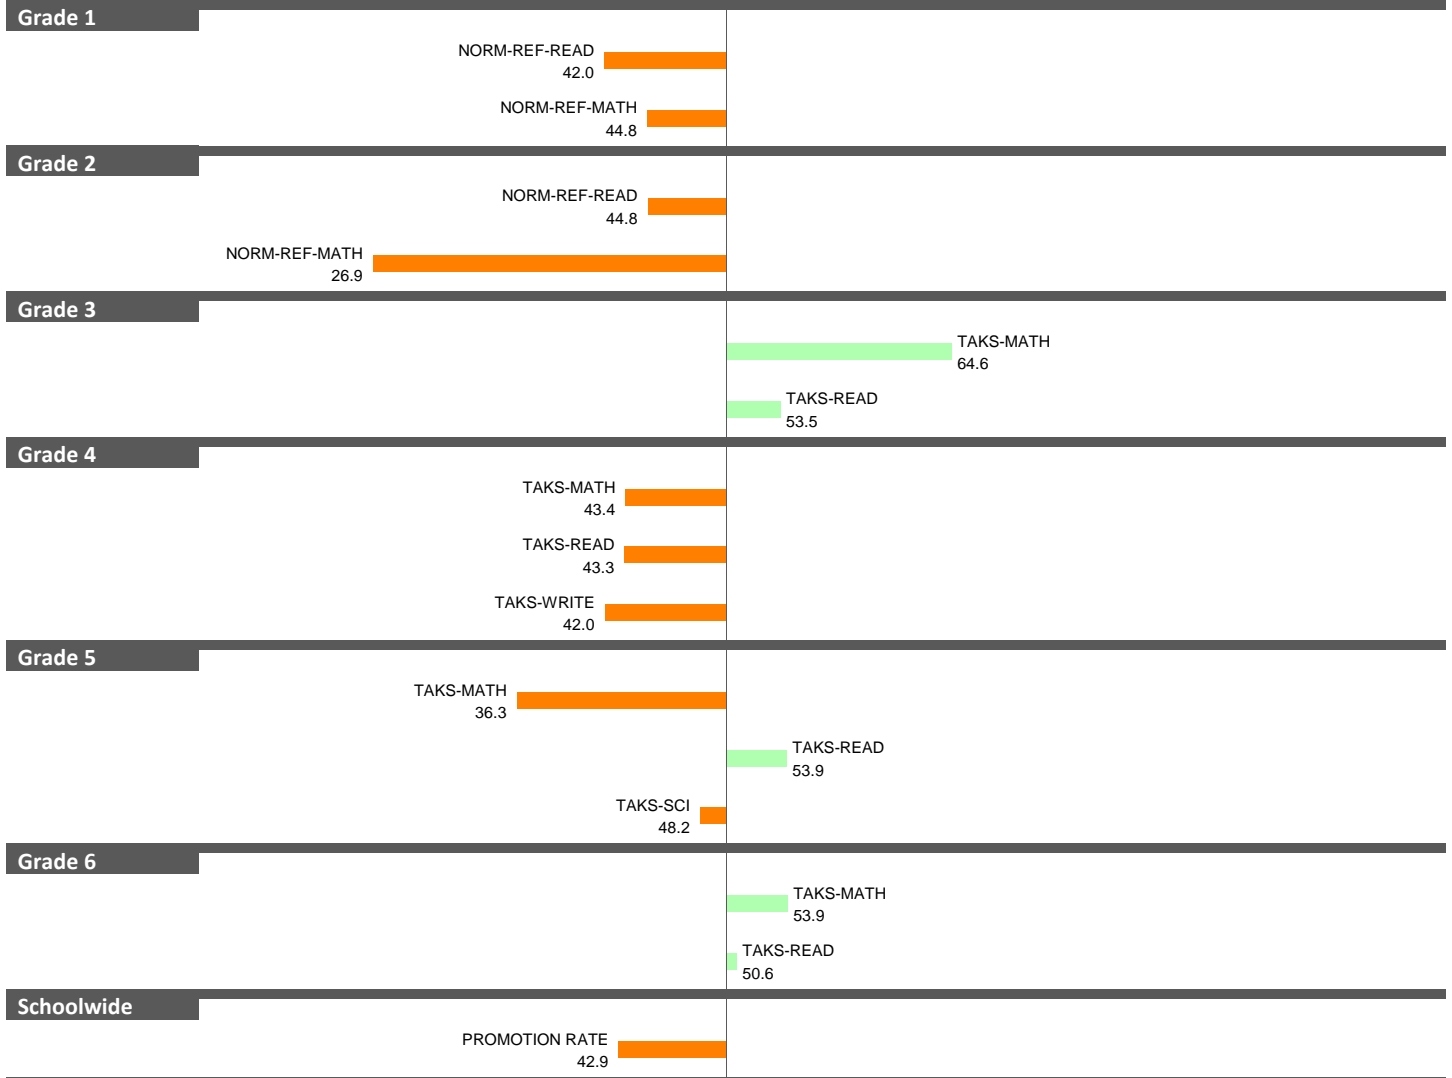 Grade 1
NORM-REF-READ
42.0
NORM-REF-MATH
44.8
Grade 2
NORM-REF-READ
44.8
NORM-REF-MATH
26.9
Grade 3
TAKS-MATH
64.6
TAKS-READ
53.5
Grade 4
TAKS-MATH
43.4
TAKS-READ
43.3
TAKS-WRITE
42.0
Grade 5
TAKS-MATH
36.3
TAKS-READ
53.9
TAKS-SCI
48.2
Grade 6
TAKS-MATH
53.9
TAKS-READ
50.6
Schoolwide
PROMOTION RATE
42.9